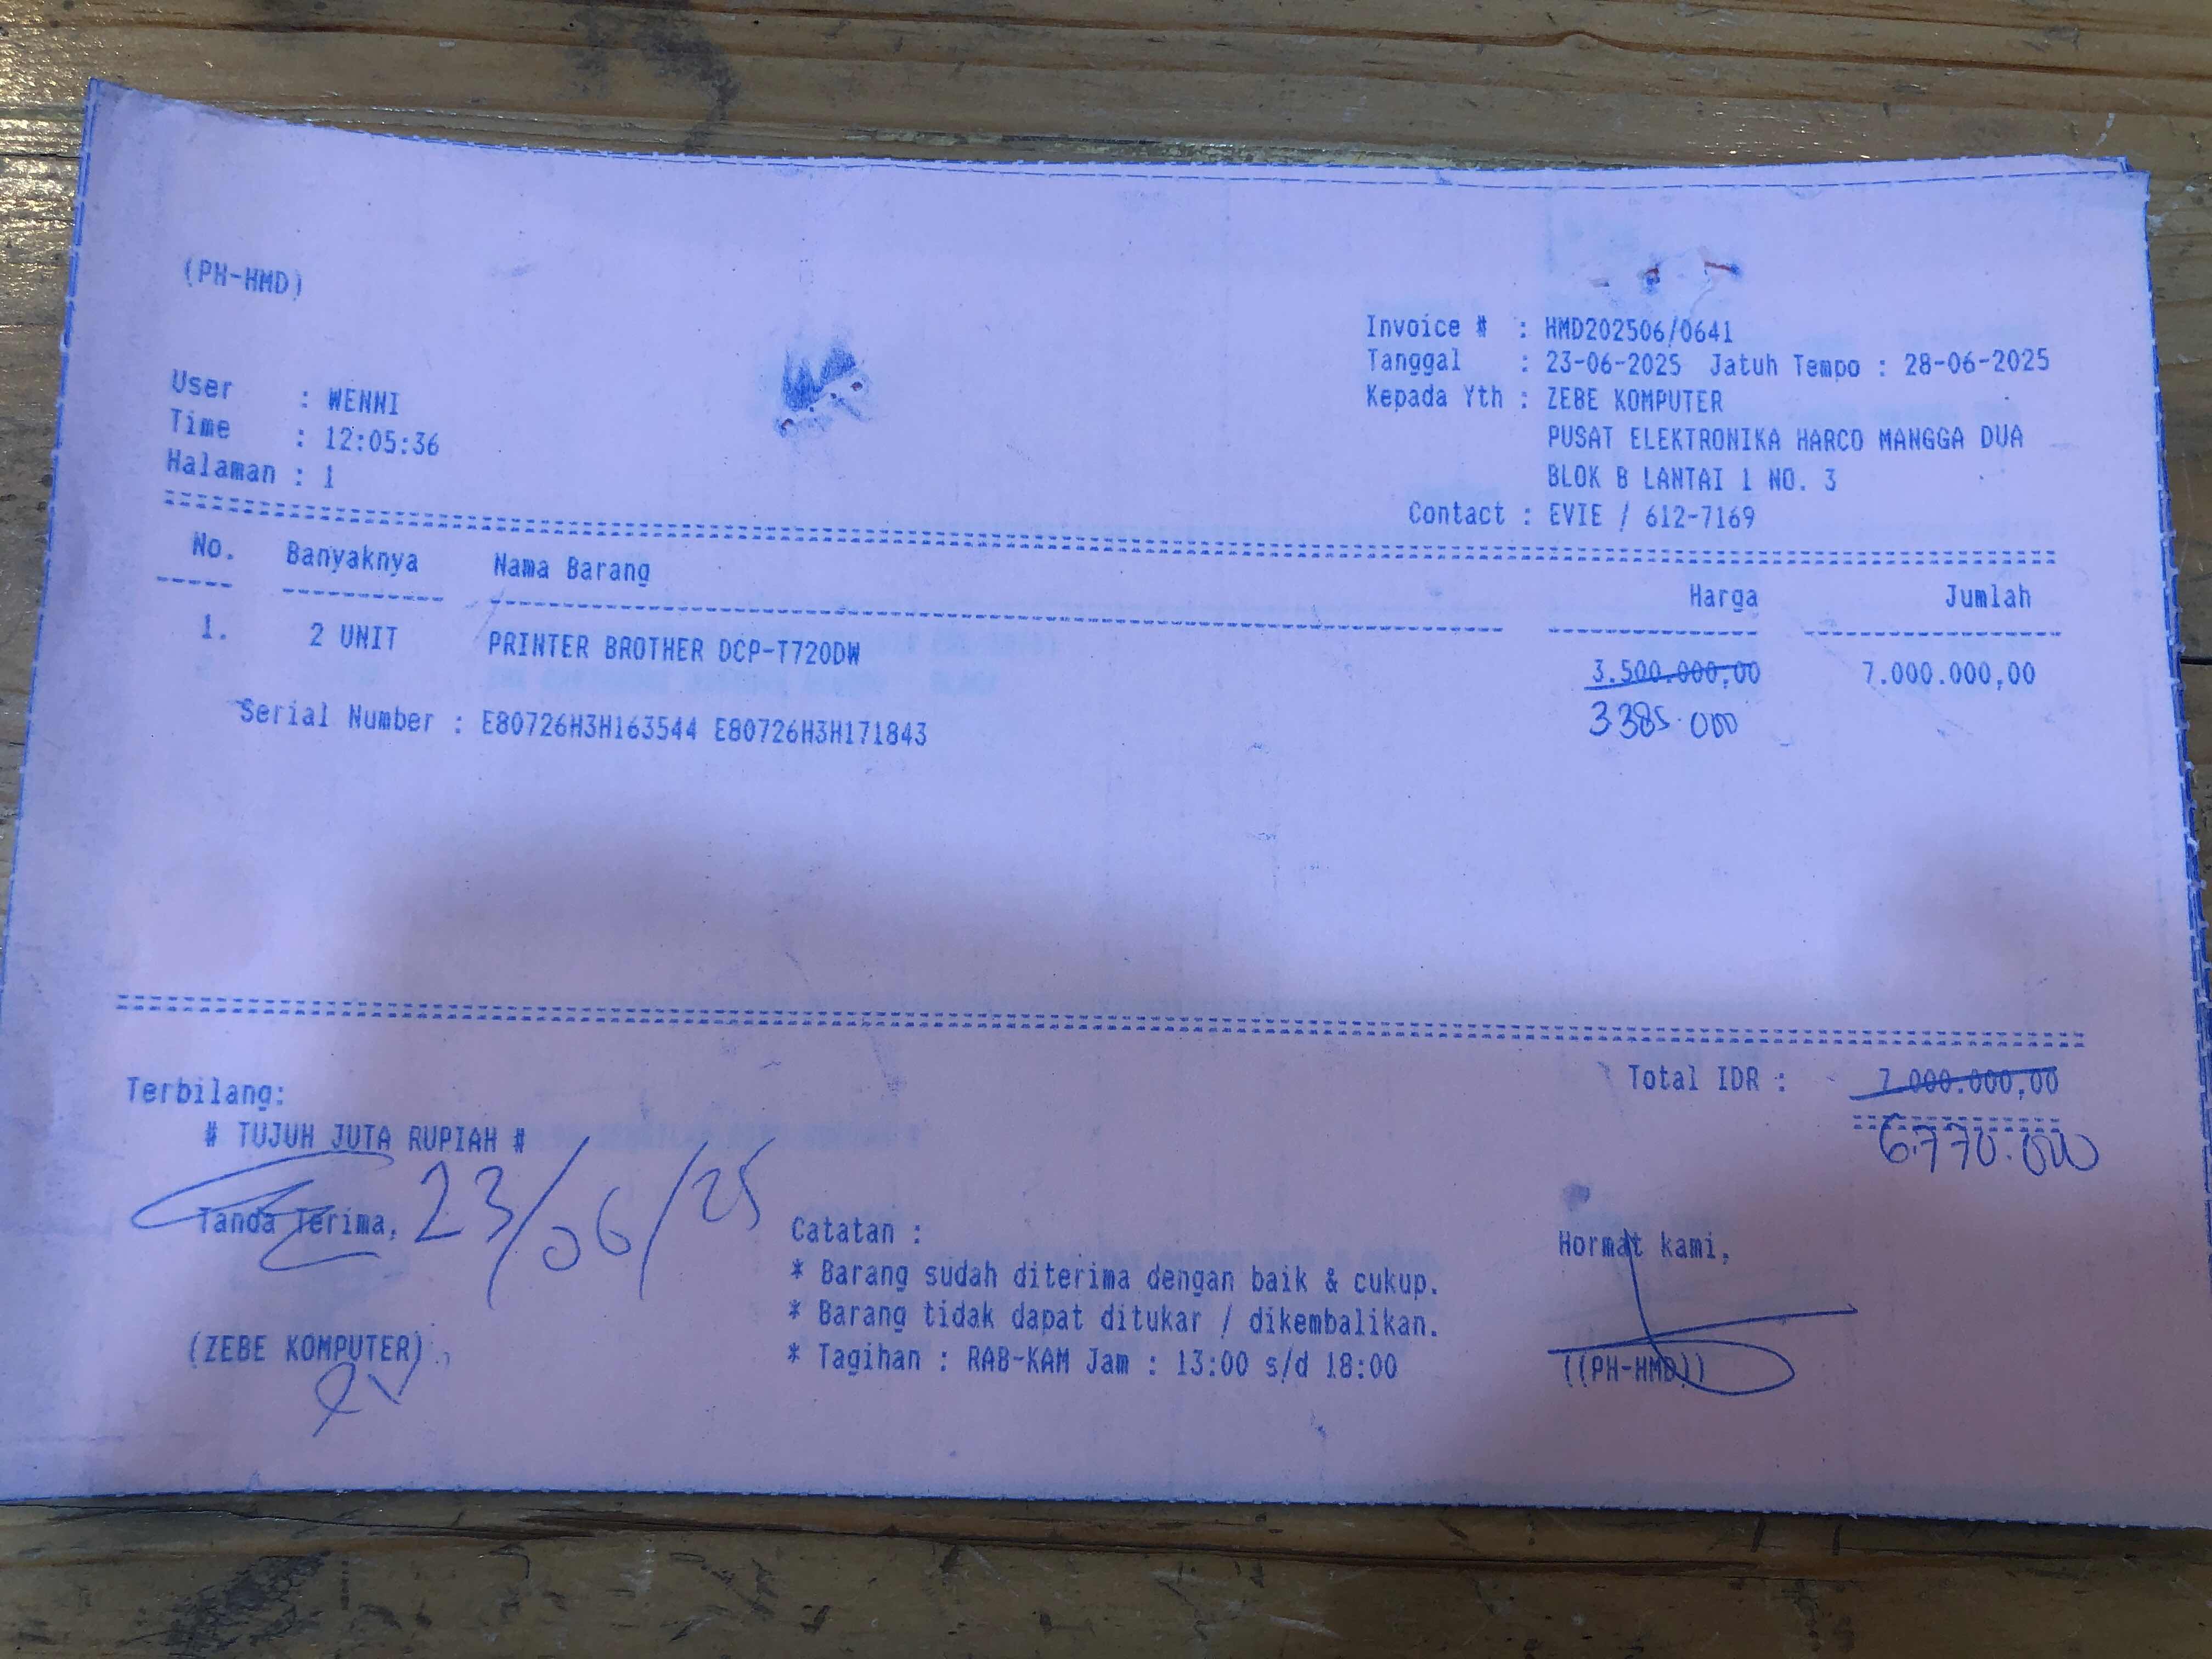 (PH-HMD)
Invoice # : HMD202506/0641
Tanggal : 23-06-2025 Jatuh Tempo : 28-06-2025
Kepada Yth : ZEBE KOMPUTER
PUSAT ELEKTRONIKA HARCO MANGGA DUA
BLOK B LANTAI 1 NO. 3
Contact : EVIE / 612-7169
User : WENNI
Time : 12:05:36
Halaman : 1
No. Banyaknya Nama Barang Harga Jumlah
1. 2 UNIT PRINTER BROTHER DCP-T720DW 3.500.000,00 7.000.000,00
3385.000
Serial Number : E80726H3H163544 E80726H3H171843
Total IDR : 7.000.000,00
6.770.000
Terbilang:
# TUJUH JUTA RUPIAH #
Tanda Terima, 23/06/25
(ZEBE KOMPUTER)
Catatan :
* Barang sudah diterima dengan baik & cukup.
* Barang tidak dapat ditukar / dikembalikan.
* Tagihan : RAB-KAM Jam : 13:00 s/d 18:00
Hormat kami,
((PH-HMD))